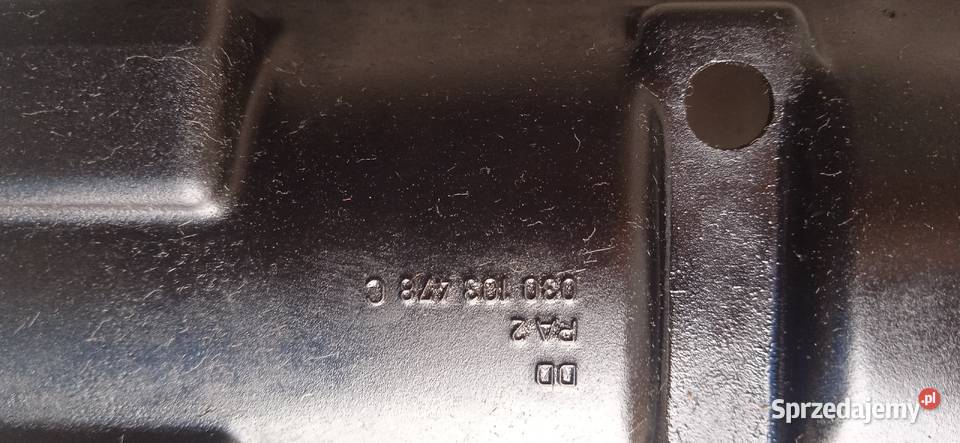 DD
PA 2
030 103 478 C
Sprzedajemy.pl